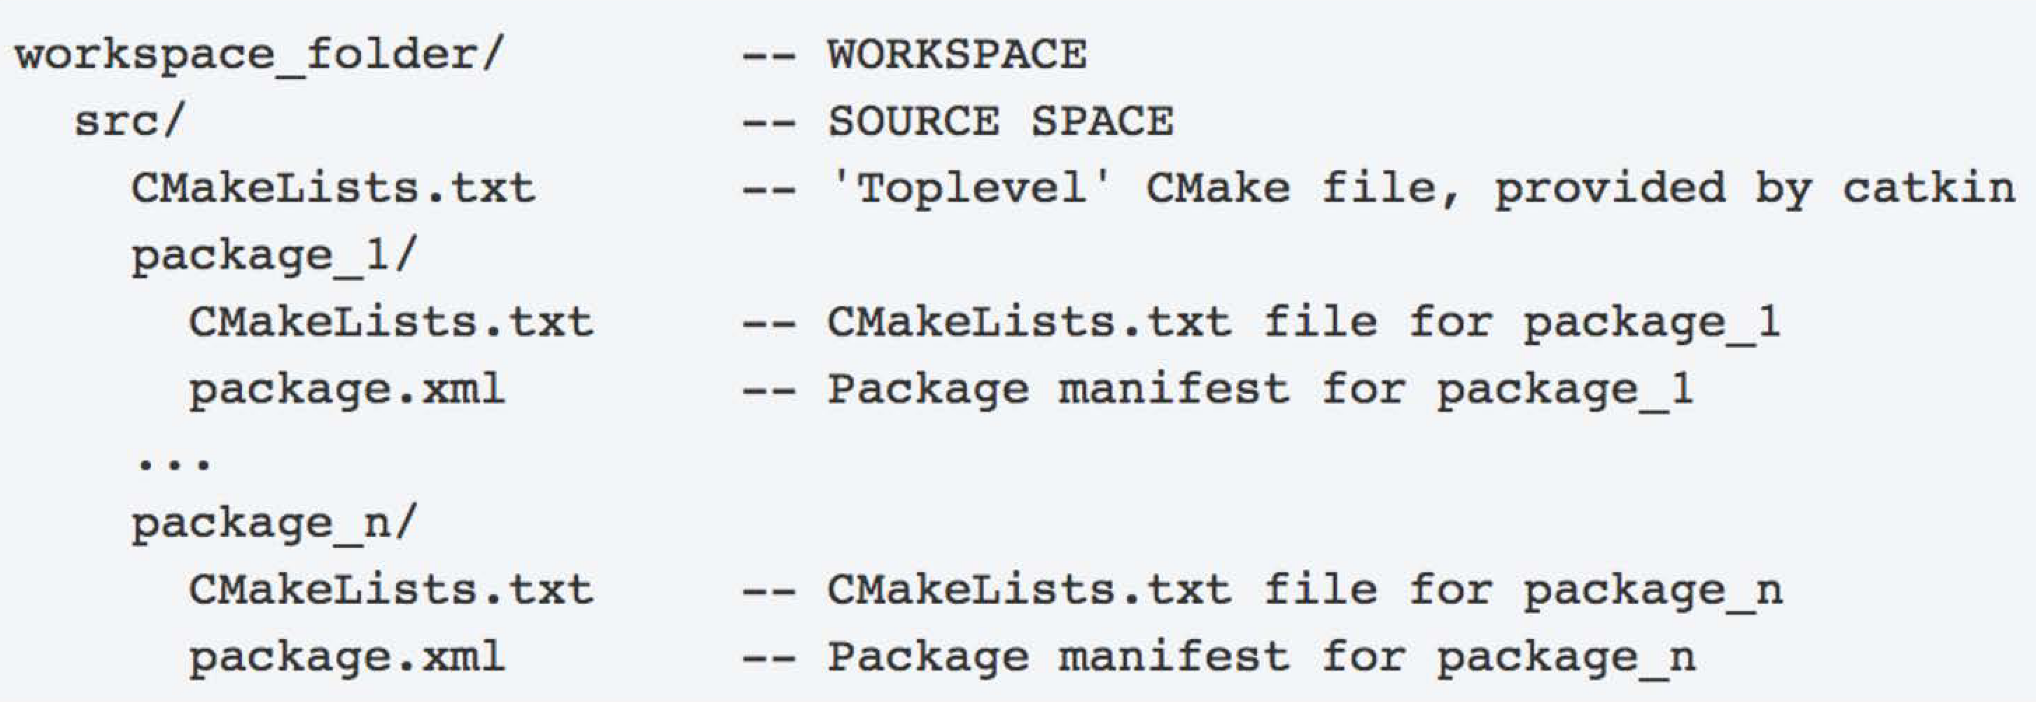 workspace_folder/ -- WORKSPACE
src/ -- SOURCE SPACE
CMakeLists.txt -- 'Toplevel' CMake file, provided by catkin
package_1/
CMakeLists.txt -- CMakeLists.txt file for package_1
package.xml -- Package manifest for package_1
...
package_n/
CMakeLists.txt -- CMakeLists.txt file for package_n
package.xml -- Package manifest for package_n